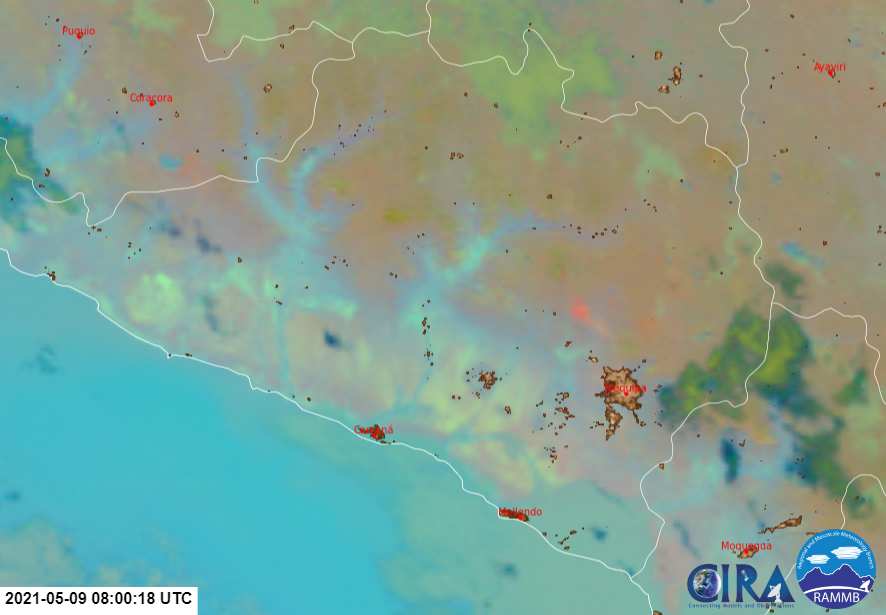 Puquio
Ayaviri
Coracora
Arequipa
Camaná
Mollendo
Moquegua
CIRA
Connecting Models and Observations
Regional and Mesoscale Meteorology Branch
RAMMB
2021-05-09 08:00:18 UTC